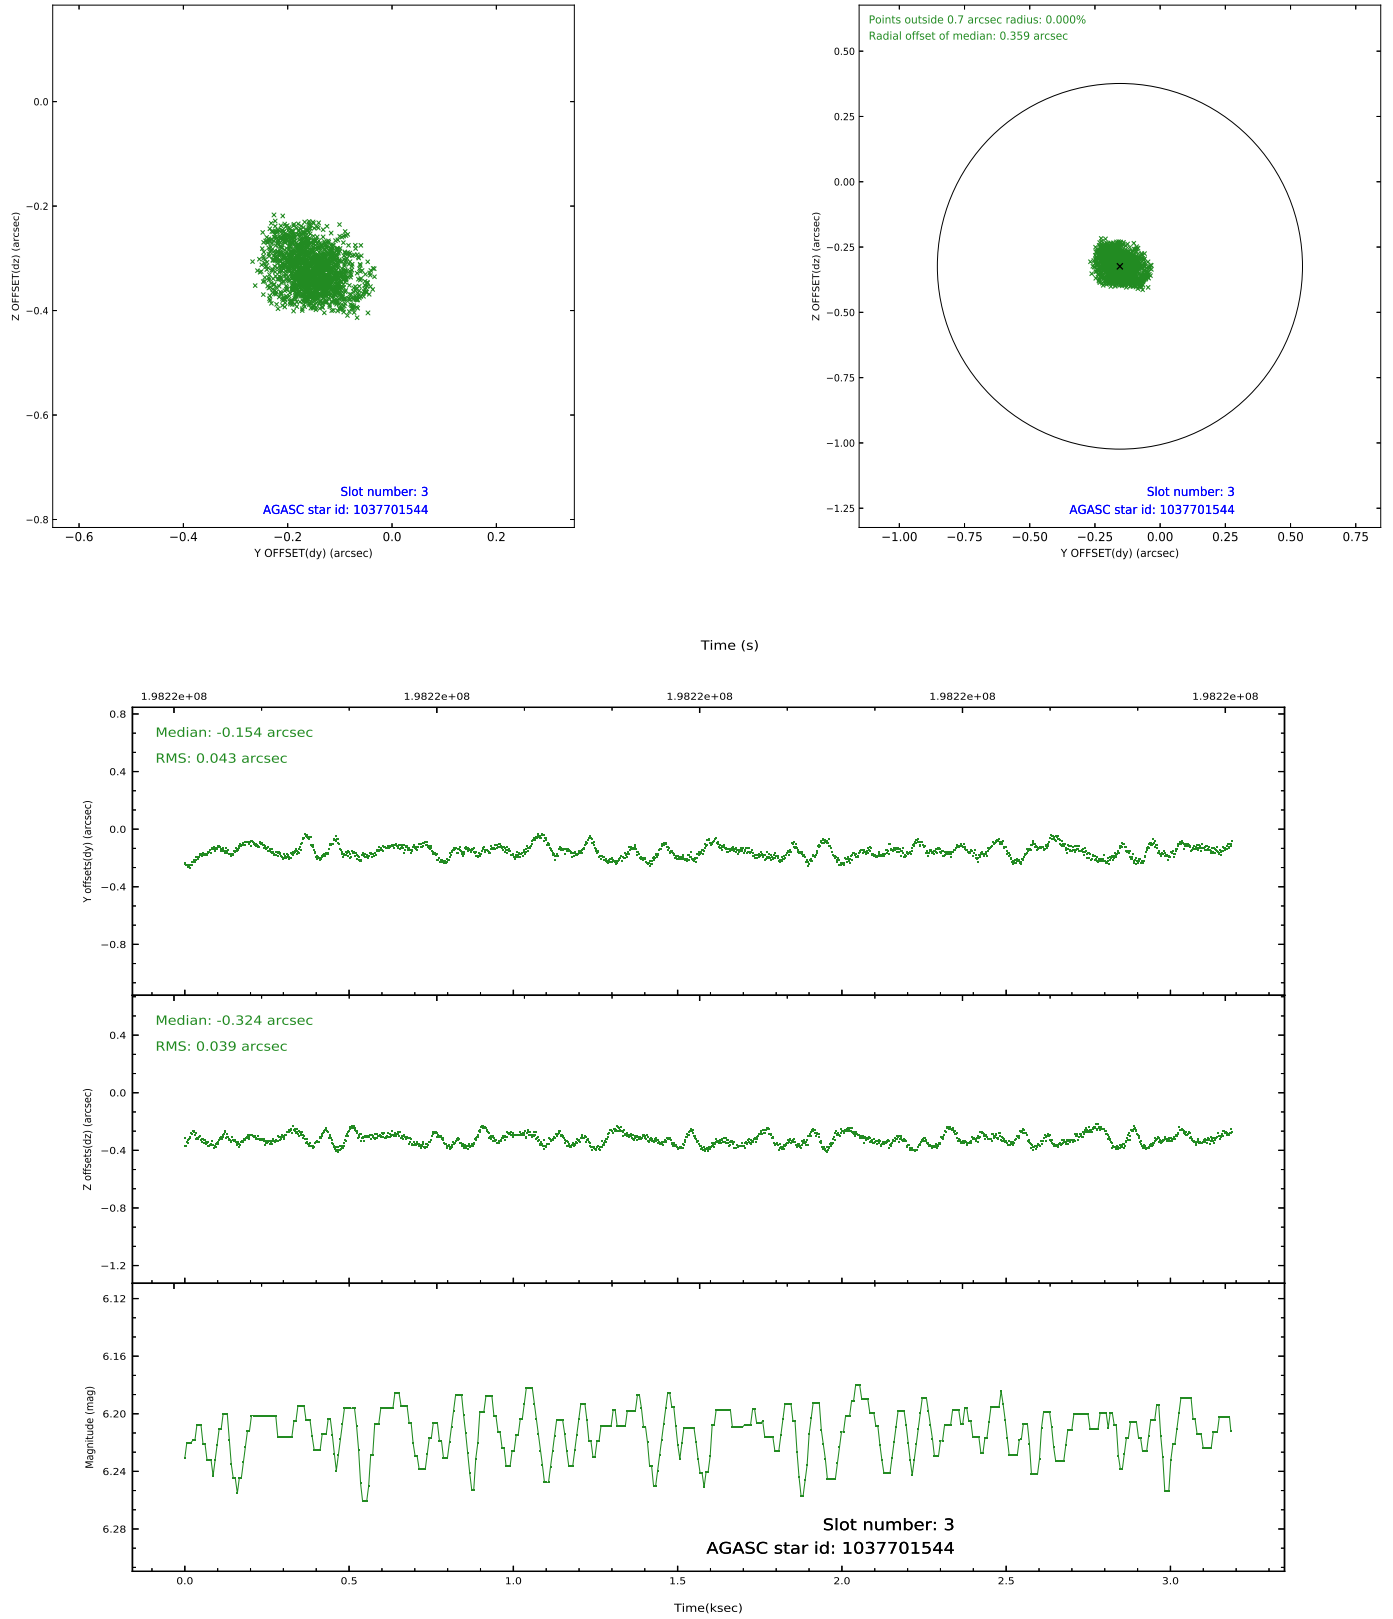 0.0
−0.2
−0.4
−0.6
−0.8
Z OFFSET(dz) (arcsec)
Slot number: 3
AGASC star id: 1037701544
−0.6 −0.4 −0.2 0.0 0.2
Y OFFSET(dy) (arcsec)
Points outside 0.7 arcsec radius: 0.000%
Radial offset of median: 0.359 arcsec
0.50
0.25
0.00
−0.25
−0.50
−0.75
−1.00
−1.25
Z OFFSET(dz) (arcsec)
Slot number: 3
AGASC star id: 1037701544
−1.00 −0.75 −0.50 −0.25 0.00 0.25 0.50 0.75
Y OFFSET(dy) (arcsec)
Time (s)
1.9822e+08 1.9822e+08 1.9822e+08 1.9822e+08 1.9822e+08
Median: -0.154 arcsec
RMS: 0.043 arcsec
0.8
0.4
0.0
−0.4
−0.8
Y offsets(dy) (arcsec)
Median: -0.324 arcsec
RMS: 0.039 arcsec
0.4
0.0
−0.4
−0.8
−1.2
Z offsets(dz) (arcsec)
6.12
6.16
6.20
6.24
6.28
Magnitude (mag)
Slot number: 3
AGASC star id: 1037701544
0.0 0.5 1.0 1.5 2.0 2.5 3.0
Time(ksec)